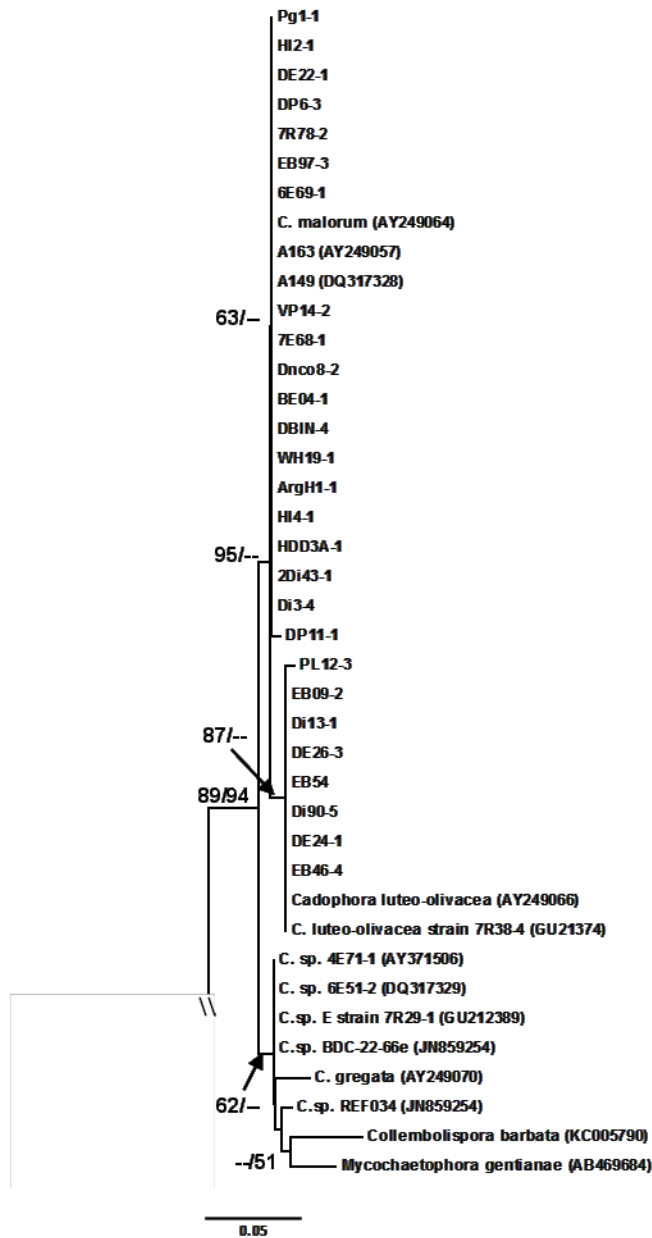 Pg1-1
HI2-1
DE22-1
DP6-3
7R78-2
EB97-3
6E69-1
C. malorum (AY249064)
A163 (AY249057)
A149 (DQ317328)
VP14-2
63/--
7E68-1
Dnco8-2
BE04-1
DBIN-4
WH19-1
ArgH1-1
HI4-1
HDD3A-1
95/--
2Di43-1
Di3-4
DP11-1
PL12-3
EB09-2
Di13-1
87/--
DE26-3
EB54
89/94
Di90-5
DE24-1
EB46-4
Cadophora luteo-olivacea (AY249066)
C. luteo-olivacea strain 7R38-4 (GU21374)
C. sp. 4E71-1 (AY371506)
C. sp. 6E51-2 (DQ317329)
C.sp. E strain 7R29-1 (GU212389)
C.sp. BDC-22-66e (JN859254)
C. gregata (AY249070)
62/--
C.sp. REF034 (JN859254)
Collembolispora barbata (KC005790)
--/51
Mycochaetophora gentianae (AB469684)
0.05